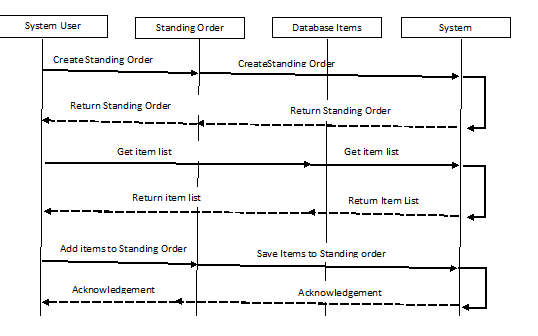 System User
Standing Order
Database Items
System
Create Standing Order
CreateStanding Order
Return Standing Order
Return Standing Order
Get item list
Get item list
Return item list
Return Item List
Add items to Standing Order
Save Items to Standing order
Acknowledgement
Acknowledgement